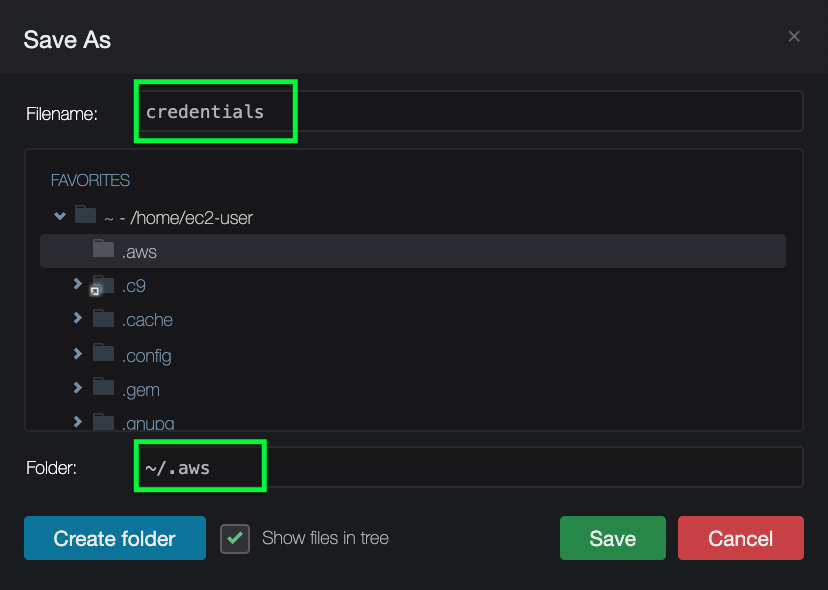 Save As
Filename: credentials
FAVORITES
~ - /home/ec2-user
.aws
.c9
.cache
.config
.gem
.gnupg
Folder: ~/.aws
Create folder Show files in tree Save Cancel